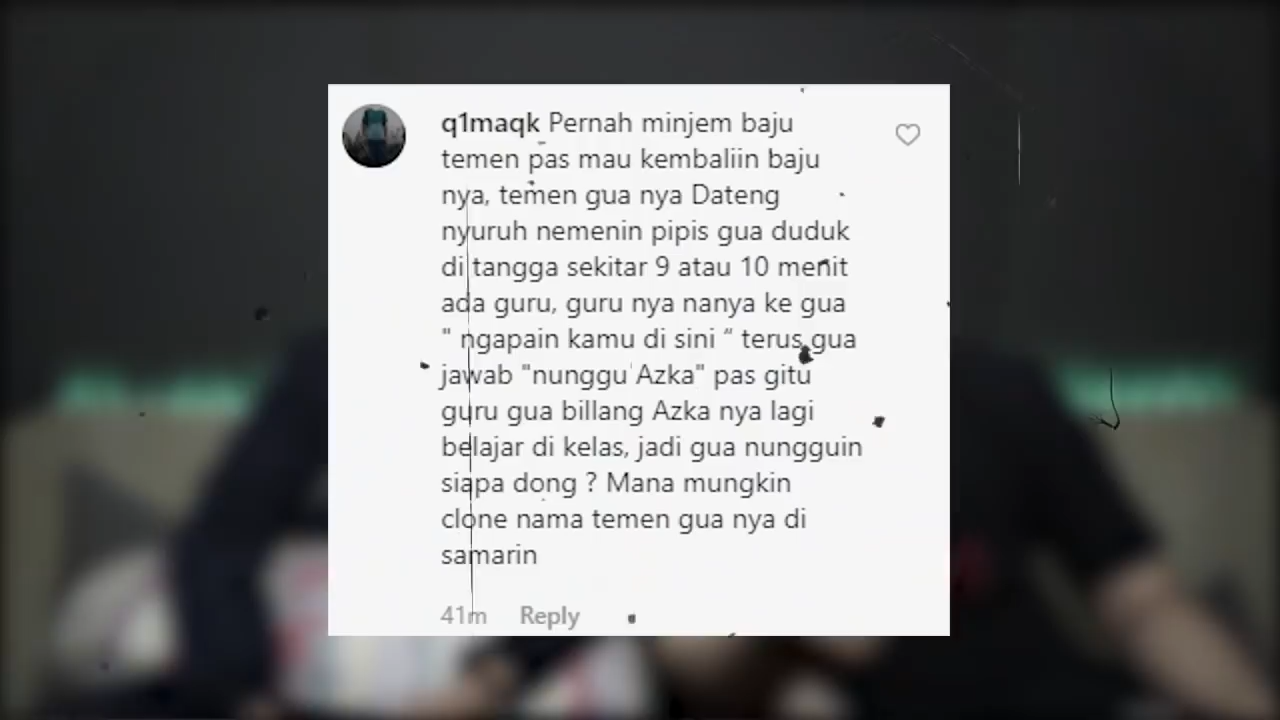 q1maqk Pernah minjem baju
temen pas mau kembaliin baju
nya, temen gua nya Dateng
nyuruh nemenin pipis gua duduk
di tangga sekitar 9 atau 10 menit
ada guru, guru nya nanya ke gua
" ngapain kamu di sini “ terus gua
jawab "nunggu Azka" pas gitu
guru gua billang Azka nya lagi
belajar di kelas, jadi gua nungguin
siapa dong ? Mana mungkin
clone nama temen gua nya di
samarin
41m Reply